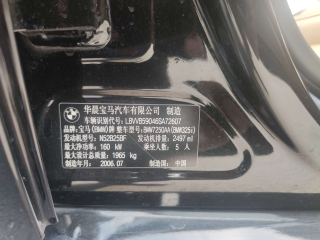 华晨宝马汽车有限公司 制造
车辆识别代号: LBVVB590465A72607
品牌: 宝马(BMW)牌 整车型号: BMW7250AA(BMW325i)
发动机型号: N52B25BF 发动机排量: 2497 ml
最大净功率: 160 kW 乘坐人数: 5 人
最大设计总质量: 1965 kg
制造年月: 2006.07 制造国: 中国